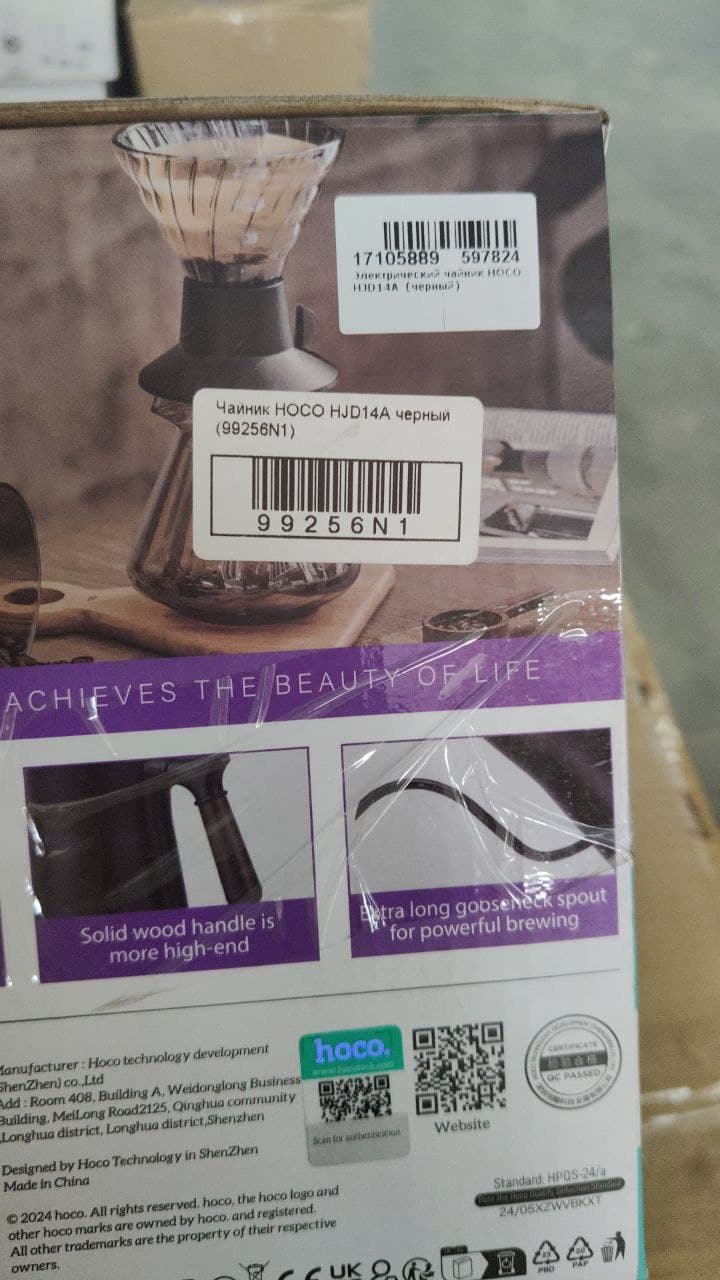 17105889 597824
Электрический чайник HOCO
HJD14A (черный)
Чайник HOCO HJD14A черный
(99256N1)
99256N1
ACHIEVES THE BEAUTY OF LIFE
Solid wood handle is
more high-end
Extra long gooseneck spout
for powerful brewing
Manufacturer : Hoco technology development
ShenZhen) co.,Ltd
Add : Room 408, Building A, Weidonglong Business
Building, MeiLong Road2125, Qinghua community
,Longhua district, Longhua district,Shenzhen
Designed by Hoco Technology in ShenZhen
Made in China
© 2024 hoco. All rights reserved. hoco, the hoco logo and
other hoco marks are owned by hoco. and registered.
All other trademarks are the property of their respective
owners.
hoco.
www.hocotech.com
Scan for authentication
Website
CERTIFICATE
QC PASSED
Standard: HPQS-24/a
24/05XZWVBKXT
UK
PBD
PAP